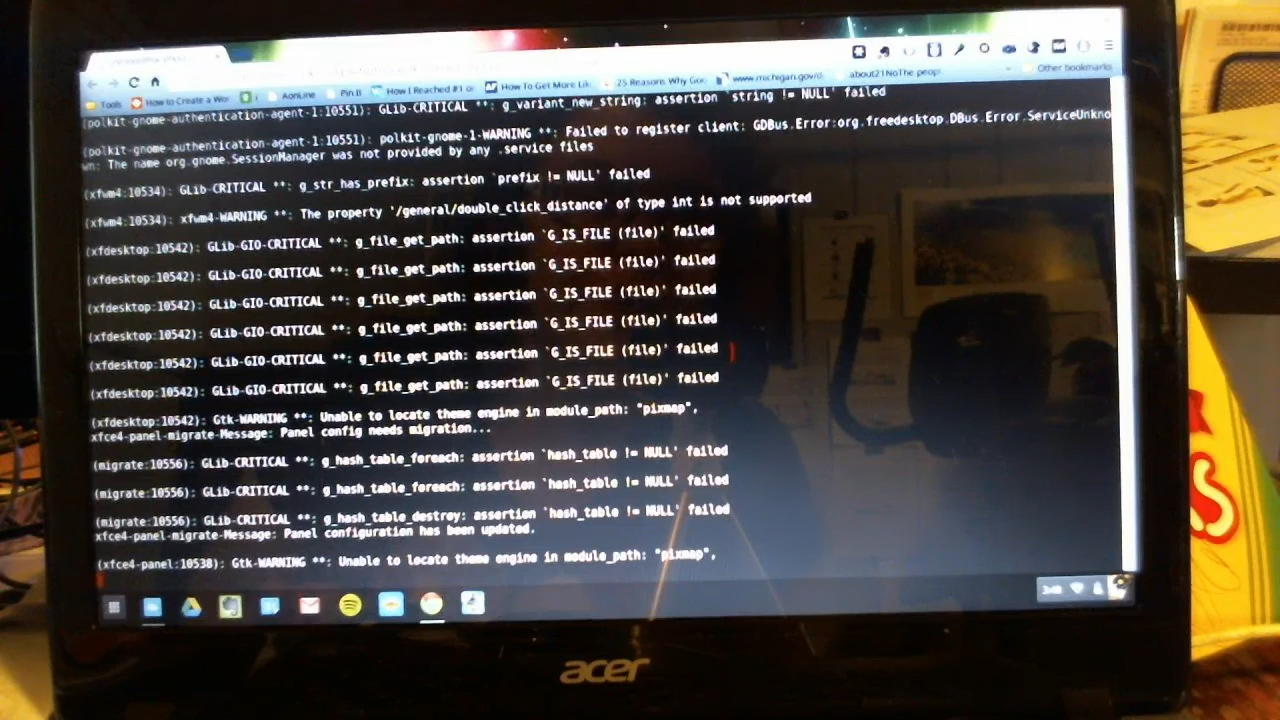 Other bookmarks
Tools
How to Create a Wor
AonLine
Pin It
How I Reached #1 o
How To Get More Lik
25 Reasons Why Goo
www.michigan.gov/d
about21NoThe peopl
(polkit-gnome-authentication-agent-1:10551): GLib-CRITICAL **: g_variant_new_string: assertion `string != NULL' failed
(polkit-gnome-authentication-agent-1:10551): polkit-gnome-1-WARNING **: Failed to register client: GDBus.Error:org.freedesktop.DBus.Error.ServiceUnkno
wn: The name org.gnome.SessionManager was not provided by any .service files
(xfwm4:10534): GLib-CRITICAL **: g_str_has_prefix: assertion `prefix != NULL' failed
(xfwm4:10534): xfwm4-WARNING **: The property '/general/double_click_distance' of type int is not supported
(xfdesktop:10542): GLib-GIO-CRITICAL **: g_file_get_path: assertion `G_IS_FILE (file)' failed
(xfdesktop:10542): GLib-GIO-CRITICAL **: g_file_get_path: assertion `G_IS_FILE (file)' failed
(xfdesktop:10542): GLib-GIO-CRITICAL **: g_file_get_path: assertion `G_IS_FILE (file)' failed
(xfdesktop:10542): GLib-GIO-CRITICAL **: g_file_get_path: assertion `G_IS_FILE (file)' failed
(xfdesktop:10542): GLib-GIO-CRITICAL **: g_file_get_path: assertion `G_IS_FILE (file)' failed
(xfdesktop:10542): GLib-GIO-CRITICAL **: g_file_get_path: assertion `G_IS_FILE (file)' failed
(xfdesktop:10542): Gtk-WARNING **: Unable to locate theme engine in module_path: "pixmap",
xfce4-panel-migrate-Message: Panel config needs migration...
(migrate:10556): GLib-CRITICAL **: g_hash_table_foreach: assertion `hash_table != NULL' failed
(migrate:10556): GLib-CRITICAL **: g_hash_table_foreach: assertion `hash_table != NULL' failed
(migrate:10556): GLib-CRITICAL **: g_hash_table_destroy: assertion `hash_table != NULL' failed
xfce4-panel-migrate-Message: Panel configuration has been updated.
(xfce4-panel:10538): Gtk-WARNING **: Unable to locate theme engine in module_path: "pixmap",
acer